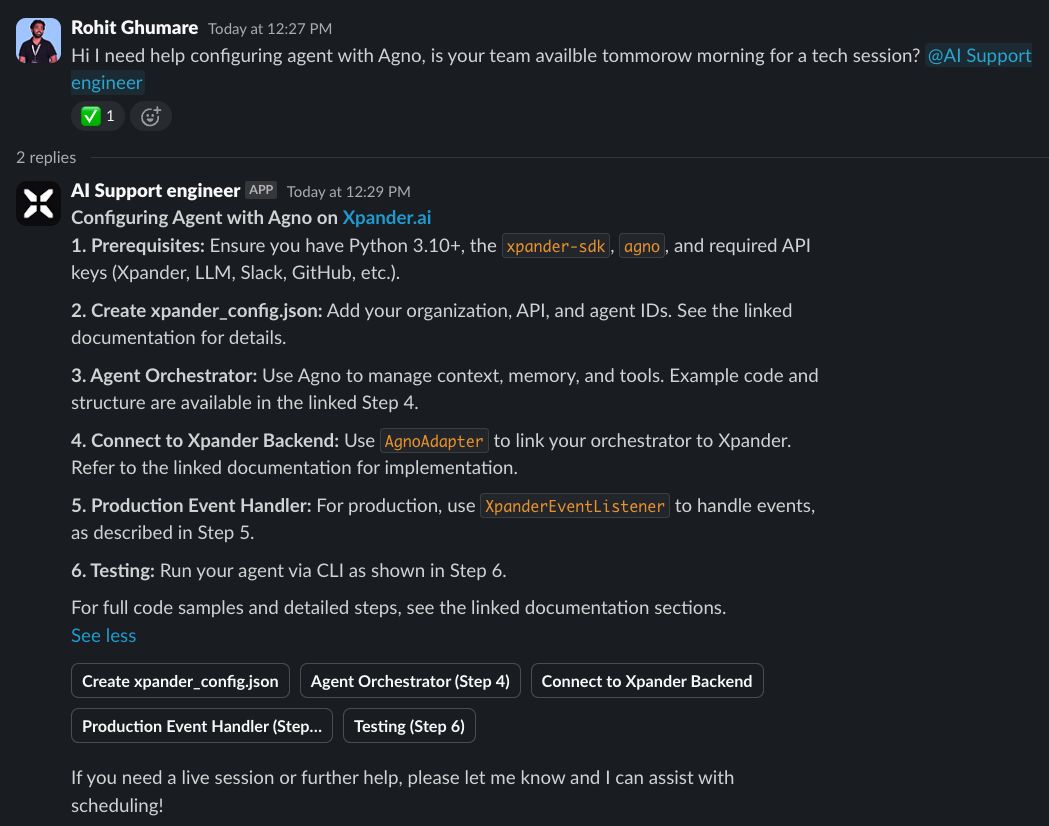 Rohit Ghumare Today at 12:27 PM
Hi I need help configuring agent with Agno, is your team availble tommorow morning for a tech session? @AI Support
engineer
1
2 replies
AI Support engineer APP Today at 12:29 PM
Configuring Agent with Agno on Xpander.ai
1. Prerequisites: Ensure you have Python 3.10+, the xpander-sdk, agno, and required API
keys (Xpander, LLM, Slack, GitHub, etc.).
2. Create xpander_config.json: Add your organization, API, and agent IDs. See the linked
documentation for details.
3. Agent Orchestrator: Use Agno to manage context, memory, and tools. Example code and
structure are available in the linked Step 4.
4. Connect to Xpander Backend: Use AgnoAdapter to link your orchestrator to Xpander.
Refer to the linked documentation for implementation.
5. Production Event Handler: For production, use XpanderEventListener to handle events,
as described in Step 5.
6. Testing: Run your agent via CLI as shown in Step 6.
For full code samples and detailed steps, see the linked documentation sections.
See less
Create xpander_config.json Agent Orchestrator (Step 4) Connect to Xpander Backend
Production Event Handler (Step... Testing (Step 6)
If you need a live session or further help, please let me know and I can assist with
scheduling!